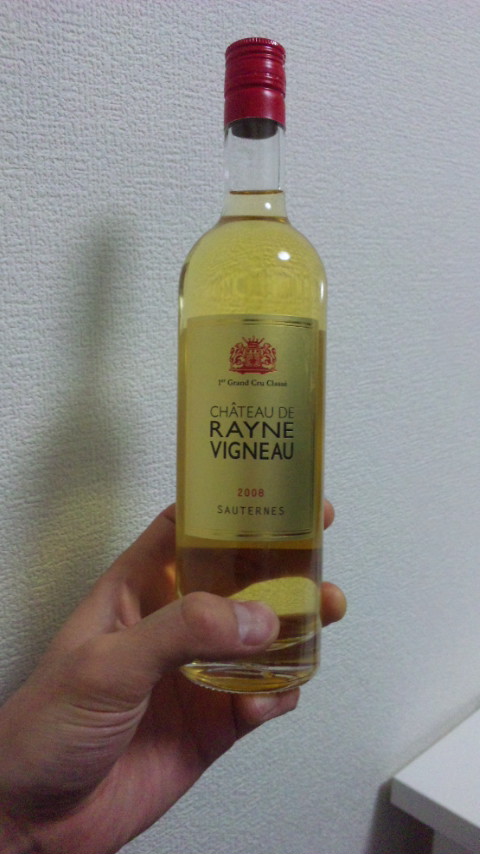 1er Grand Cru Classé
CHÂTEAU DE
RAYNE
VIGNEAU
2008
SAUTERNES